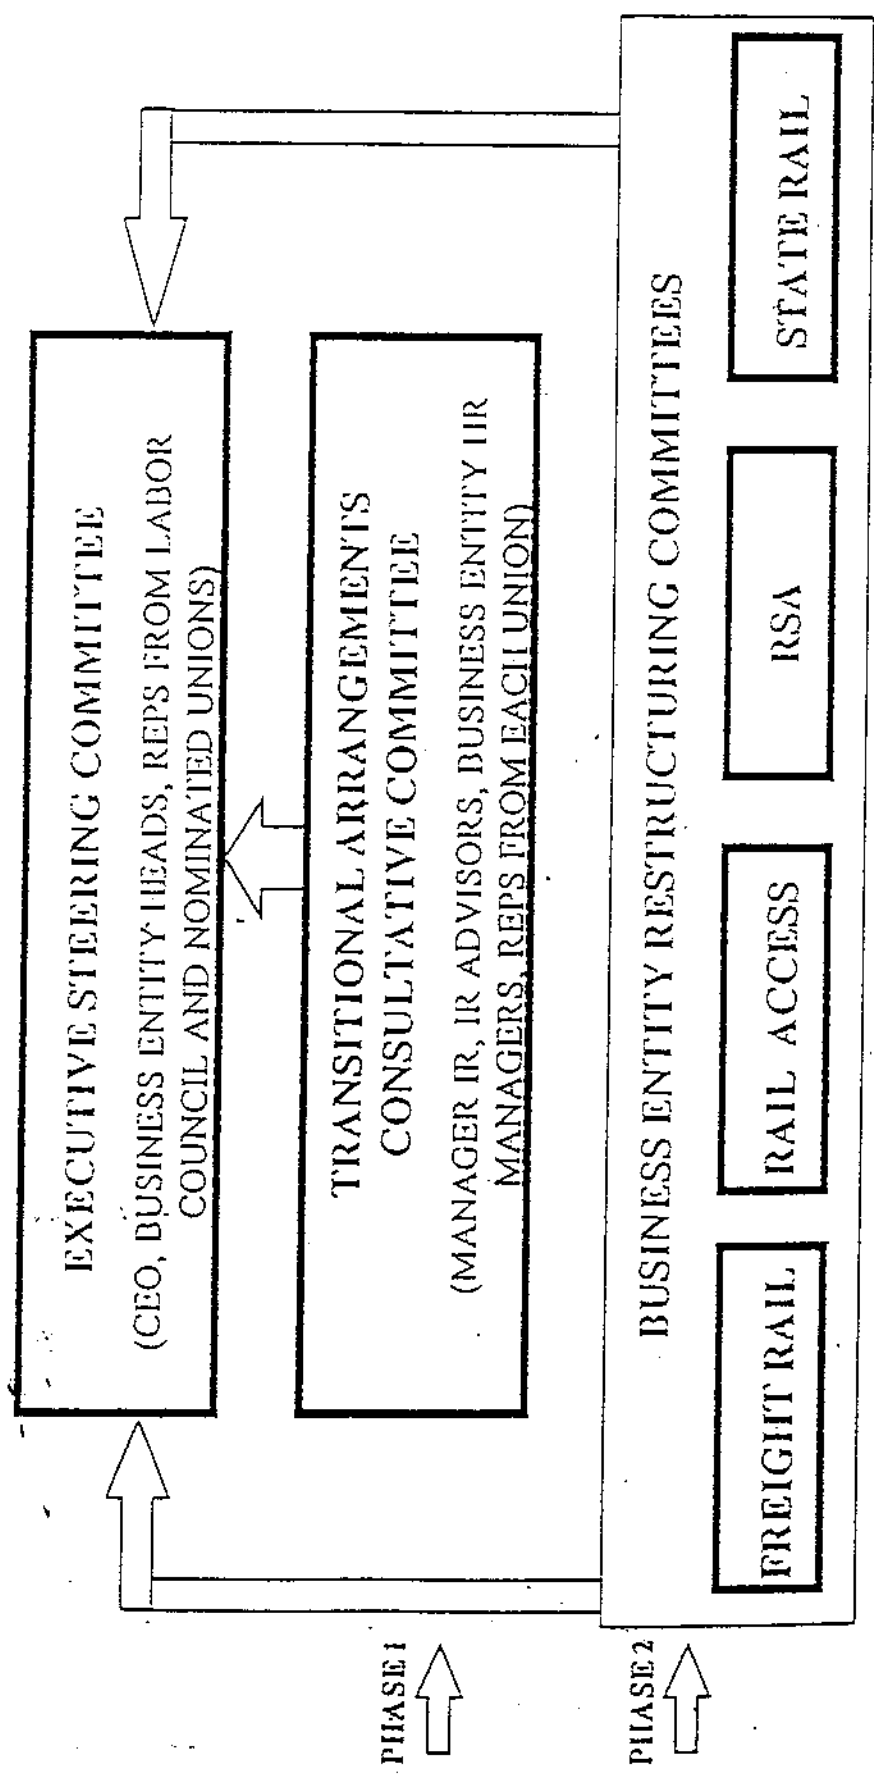 EXECUTIVE STEERING COMMITTEE
(CEO, BUSINESS ENTITY HEADS, REPS FROM LABOR
COUNCIL AND NOMINATED UNIONS)
PHASE 1
TRANSITIONAL ARRANGEMENTS
CONSULTATIVE COMMITTEE
(MANAGER IR, IR ADVISORS, BUSINESS ENTITY HR
MANAGERS, REPS FROM EACH UNION)
PHASE 2
BUSINESS ENTITY RESTRUCTURING COMMITTEES
FREIGHT RAIL
RAIL ACCESS
RSA
STATE RAIL